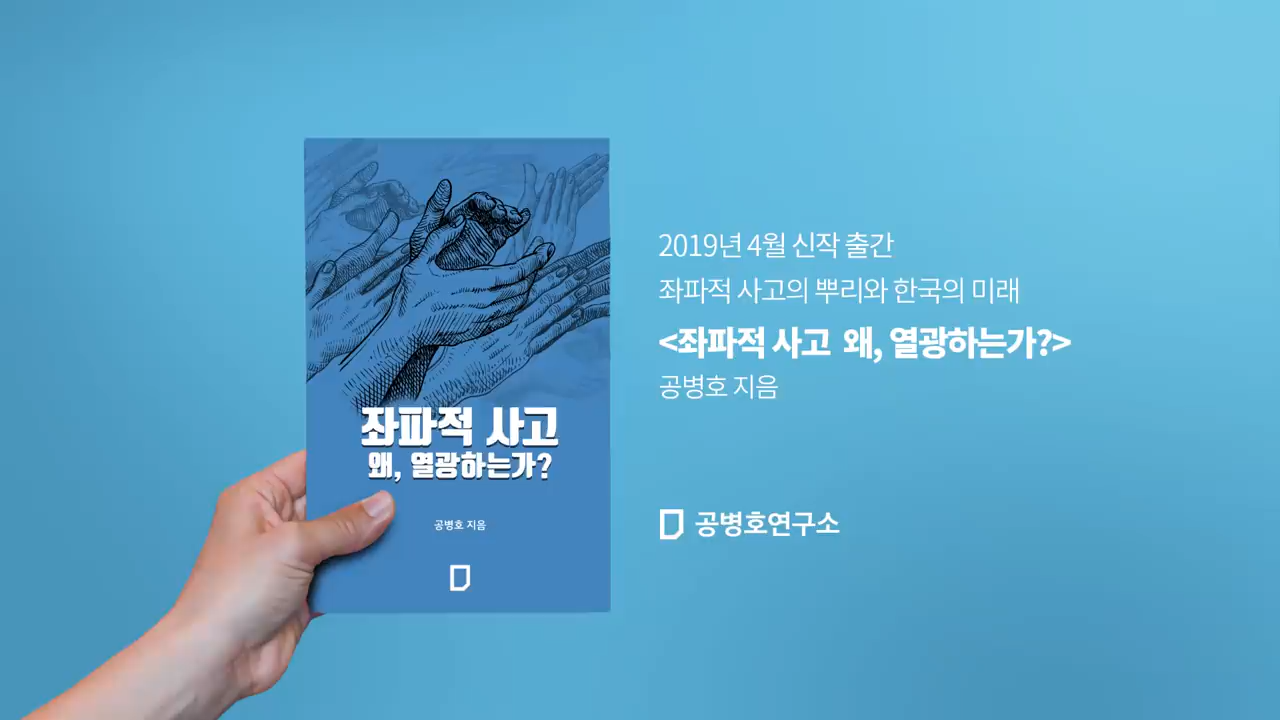 좌파적 사고
왜, 열광하는가?
공병호 지음
2019년 4월 신작 출간
좌파적 사고의 뿌리와 한국의 미래
<좌파적 사고  왜, 열광하는가?>
공병호 지음
공병호연구소